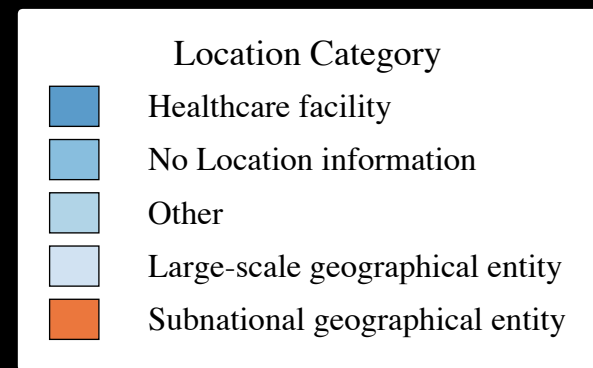 Location Category
Healthcare facility
No Location information
Other
Large-scale geographical entity
Subnational geographical entity